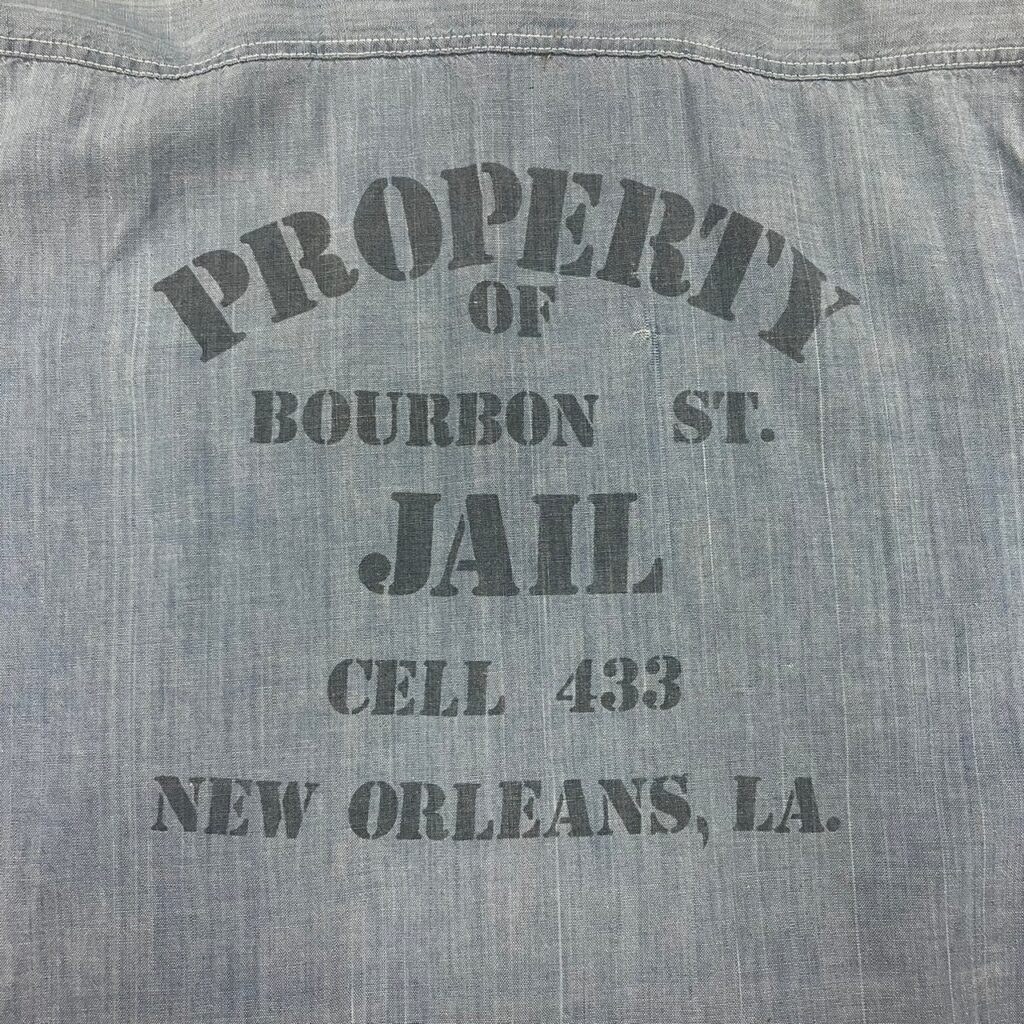 PROPERTY
OF
BOURBON ST.
JAIL
CELL 433
NEW ORLEANS, LA.